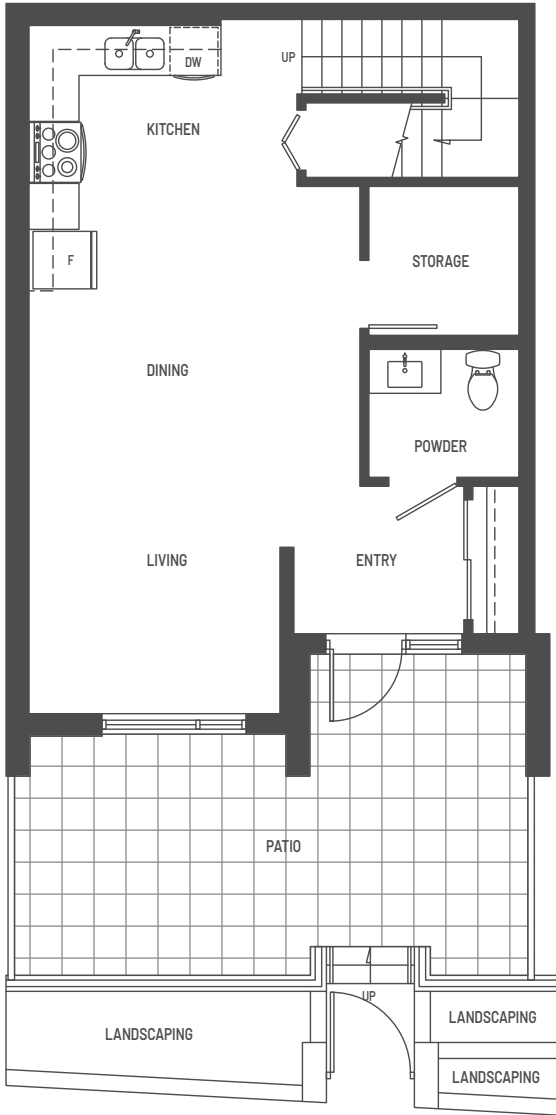 UP
DW
KITCHEN
F
STORAGE
DINING
POWDER
LIVING
ENTRY
PATIO
UP
LANDSCAPING
LANDSCAPING
LANDSCAPING